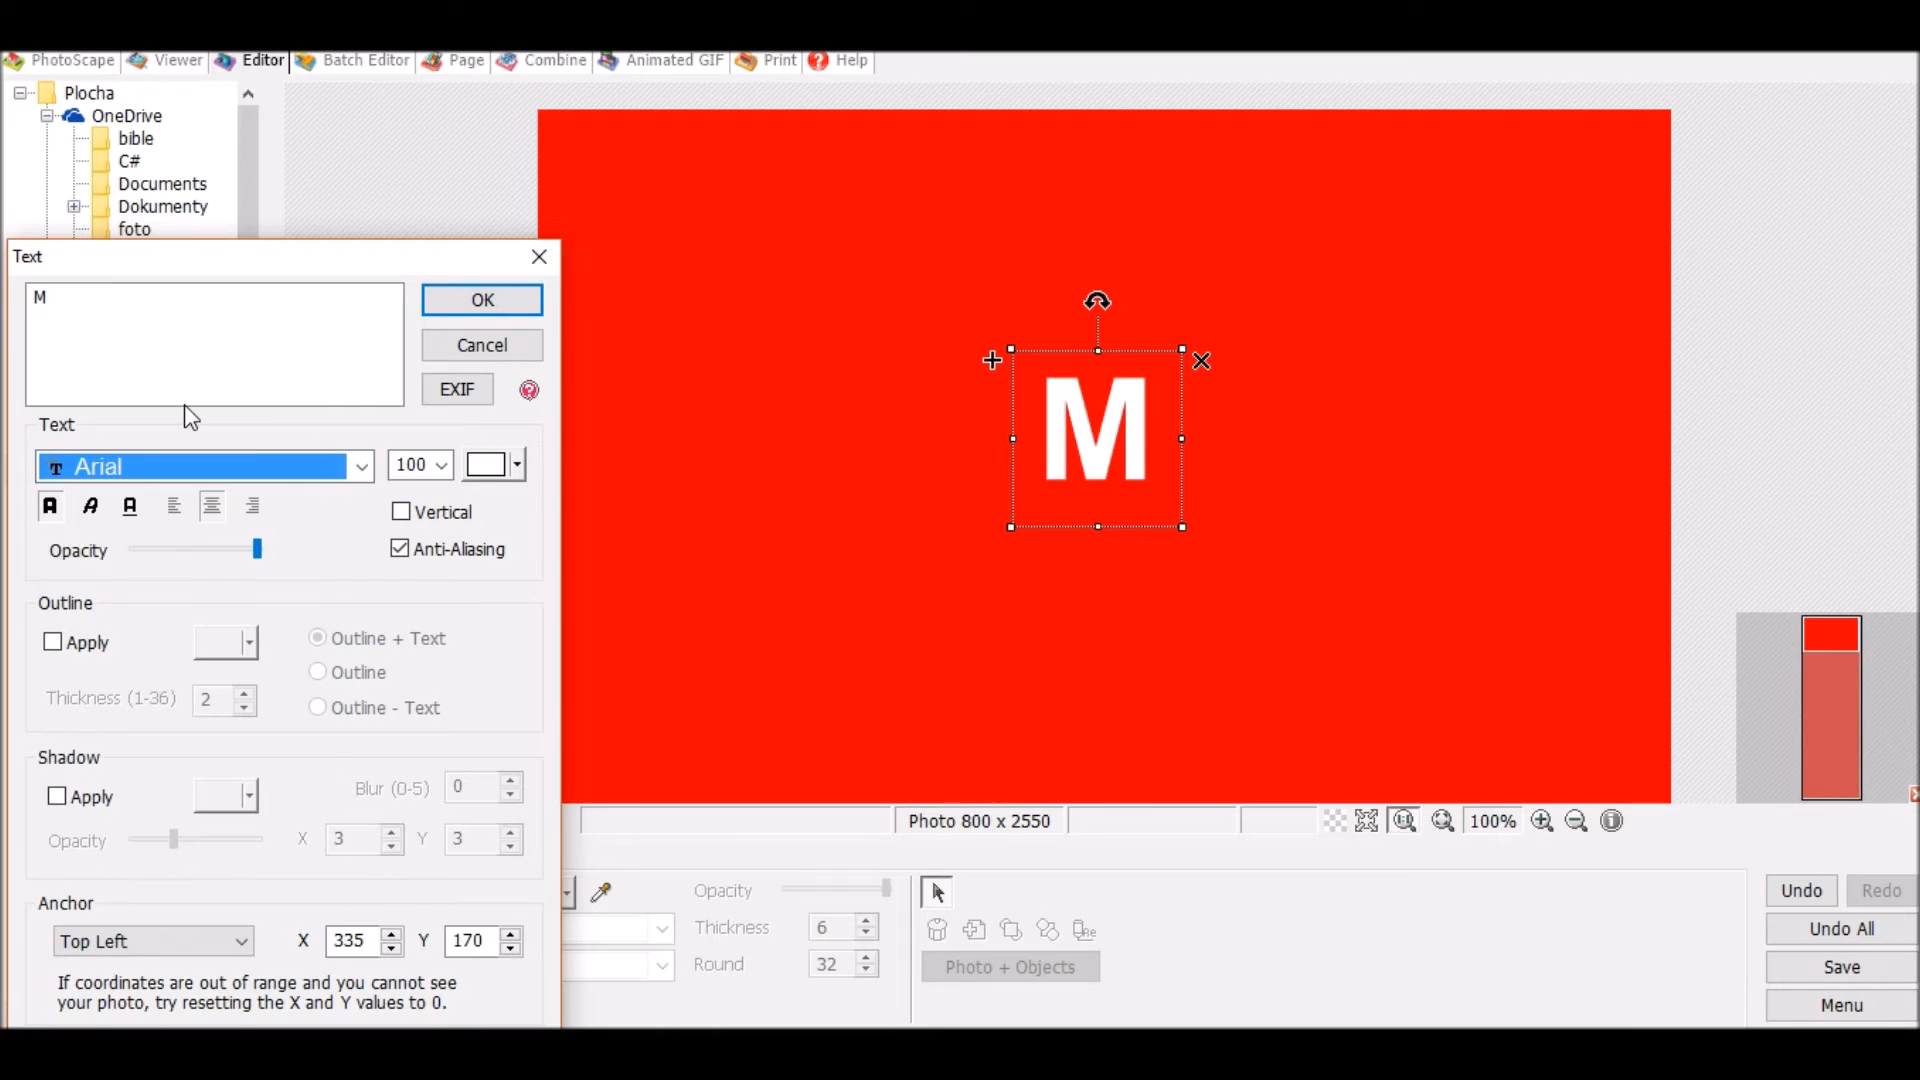 PhotoScape Viewer Editor Batch Editor Page Combine Animated GIF Print Help
Plocha
OneDrive
bible
C#
Documents
Dokumenty
foto
Text
M
OK
Cancel
EXIF
Text
T Arial
100
A A A
Vertical
Opacity
Anti-Aliasing
Outline
Apply
Outline + Text
Outline
Thickness (1-36) 2
Outline - Text
Shadow
Apply
Blur (0-5) 0
Opacity
X 3 Y 3
Anchor
Top Left X 335 Y 170
If coordinates are out of range and you cannot see
your photo, try resetting the X and Y values to 0.
M
Photo 800 x 2550
100%
Opacity
Thickness 6
Round 32
Photo + Objects
Undo Redo
Undo All
Save
Menu